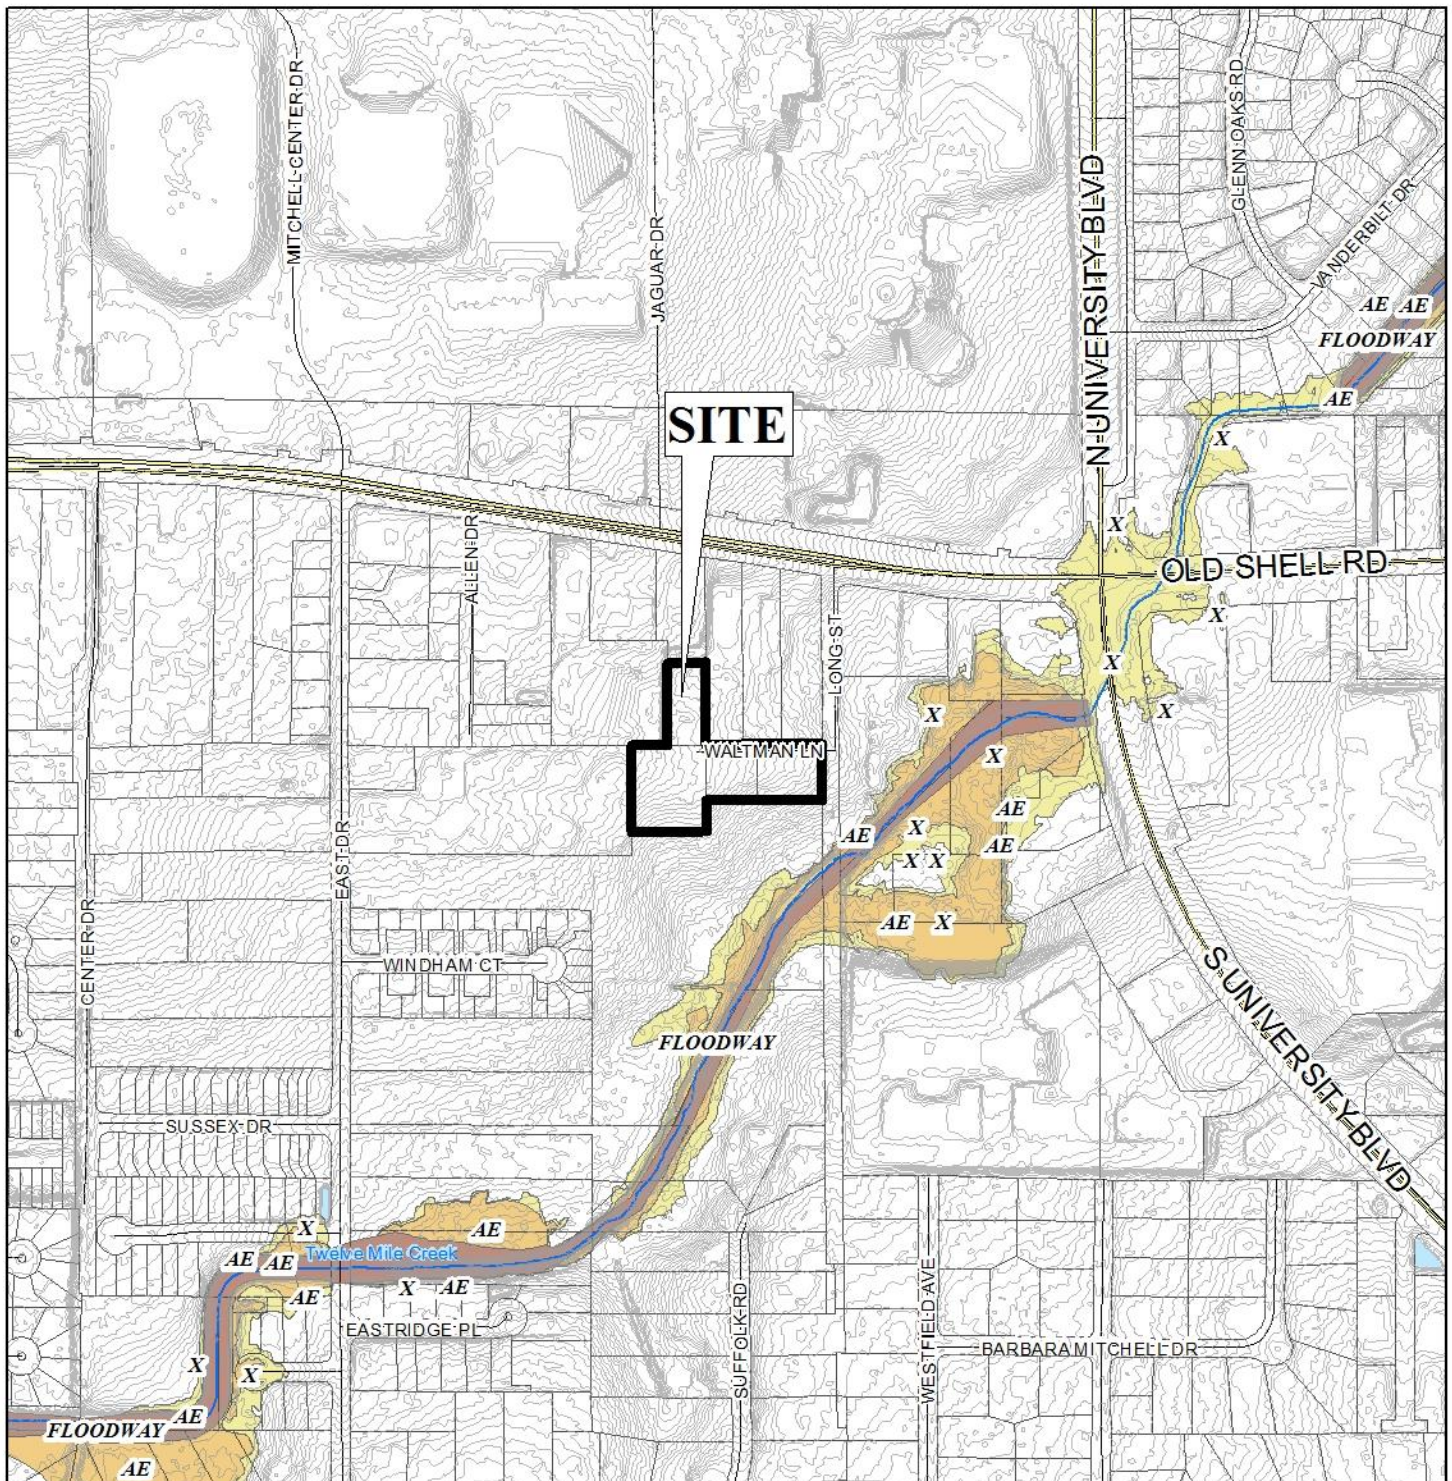 MITCHELL CENTER DR
JAGUAR DR
N UNIVERSITY BLVD
GLENN OAKS RD
VANDERBILT DR
AE AE
FLOODWAY
AE
SITE
X
X
OLD SHELL RD
X
ALLEN DR
LONG ST
X
X
X
WALTMAN LN
X
AE
AE
X
AE
X X
EAST DR
CENTER DR
AE X
WINDHAM CT
S UNIVERSITY BLVD
FLOODWAY
SUSSEX DR
X
AE
AE AE
Twelve Mile Creek
X AE
AE
EASTRIDGE PL
SUFFOLK RD
WESTFIELD AVE
BARBARA MITCHELL DR
X
X
AE
FLOODWAY
AE